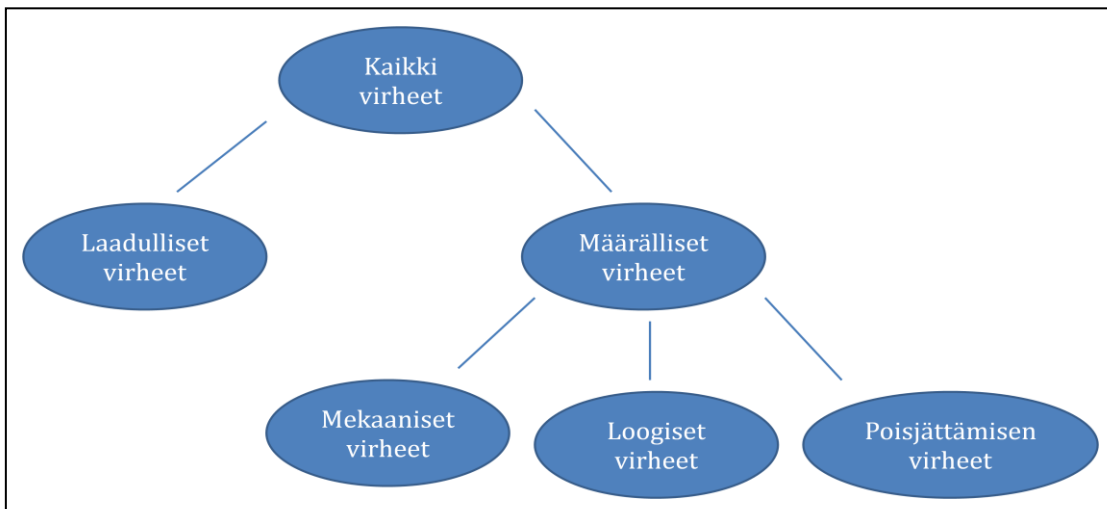 Kaikki
virheet
Laadulliset
virheet
Määrälliset
virheet
Mekaaniset
virheet
Loogiset
virheet
Poisjättämisen
virheet